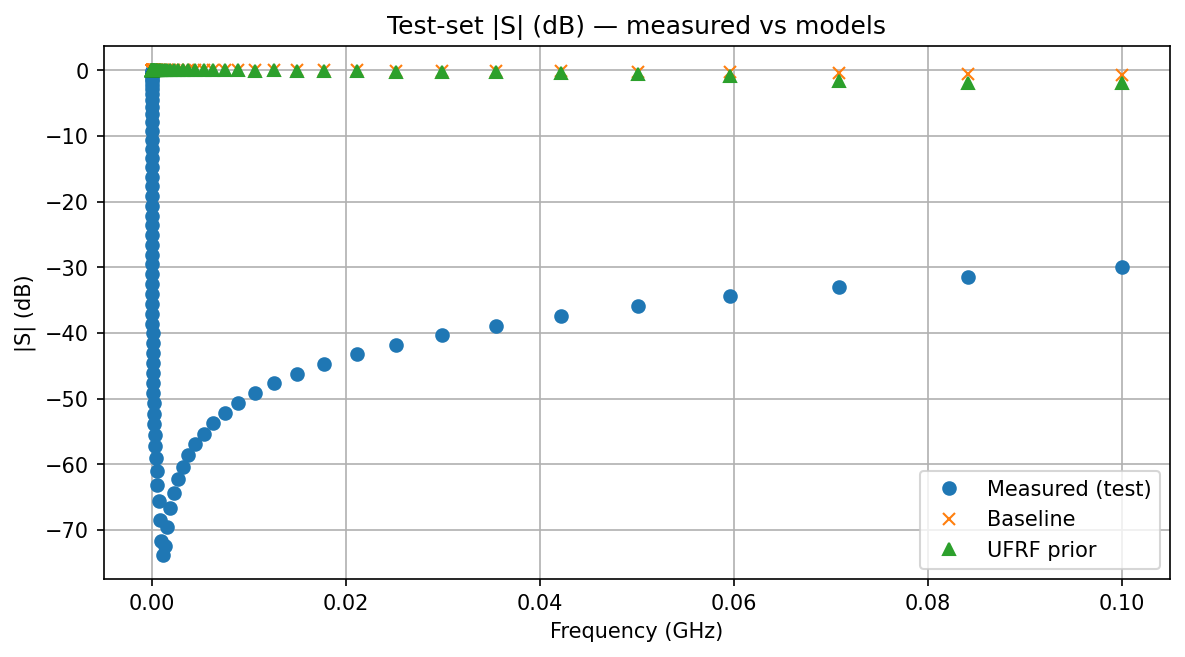 Test-set |S| (dB) — measured vs models
|S| (dB)
0
−10
−20
−30
−40
−50
−60
−70
Measured (test)
Baseline
UFRF prior
0.00 0.02 0.04 0.06 0.08 0.10
Frequency (GHz)